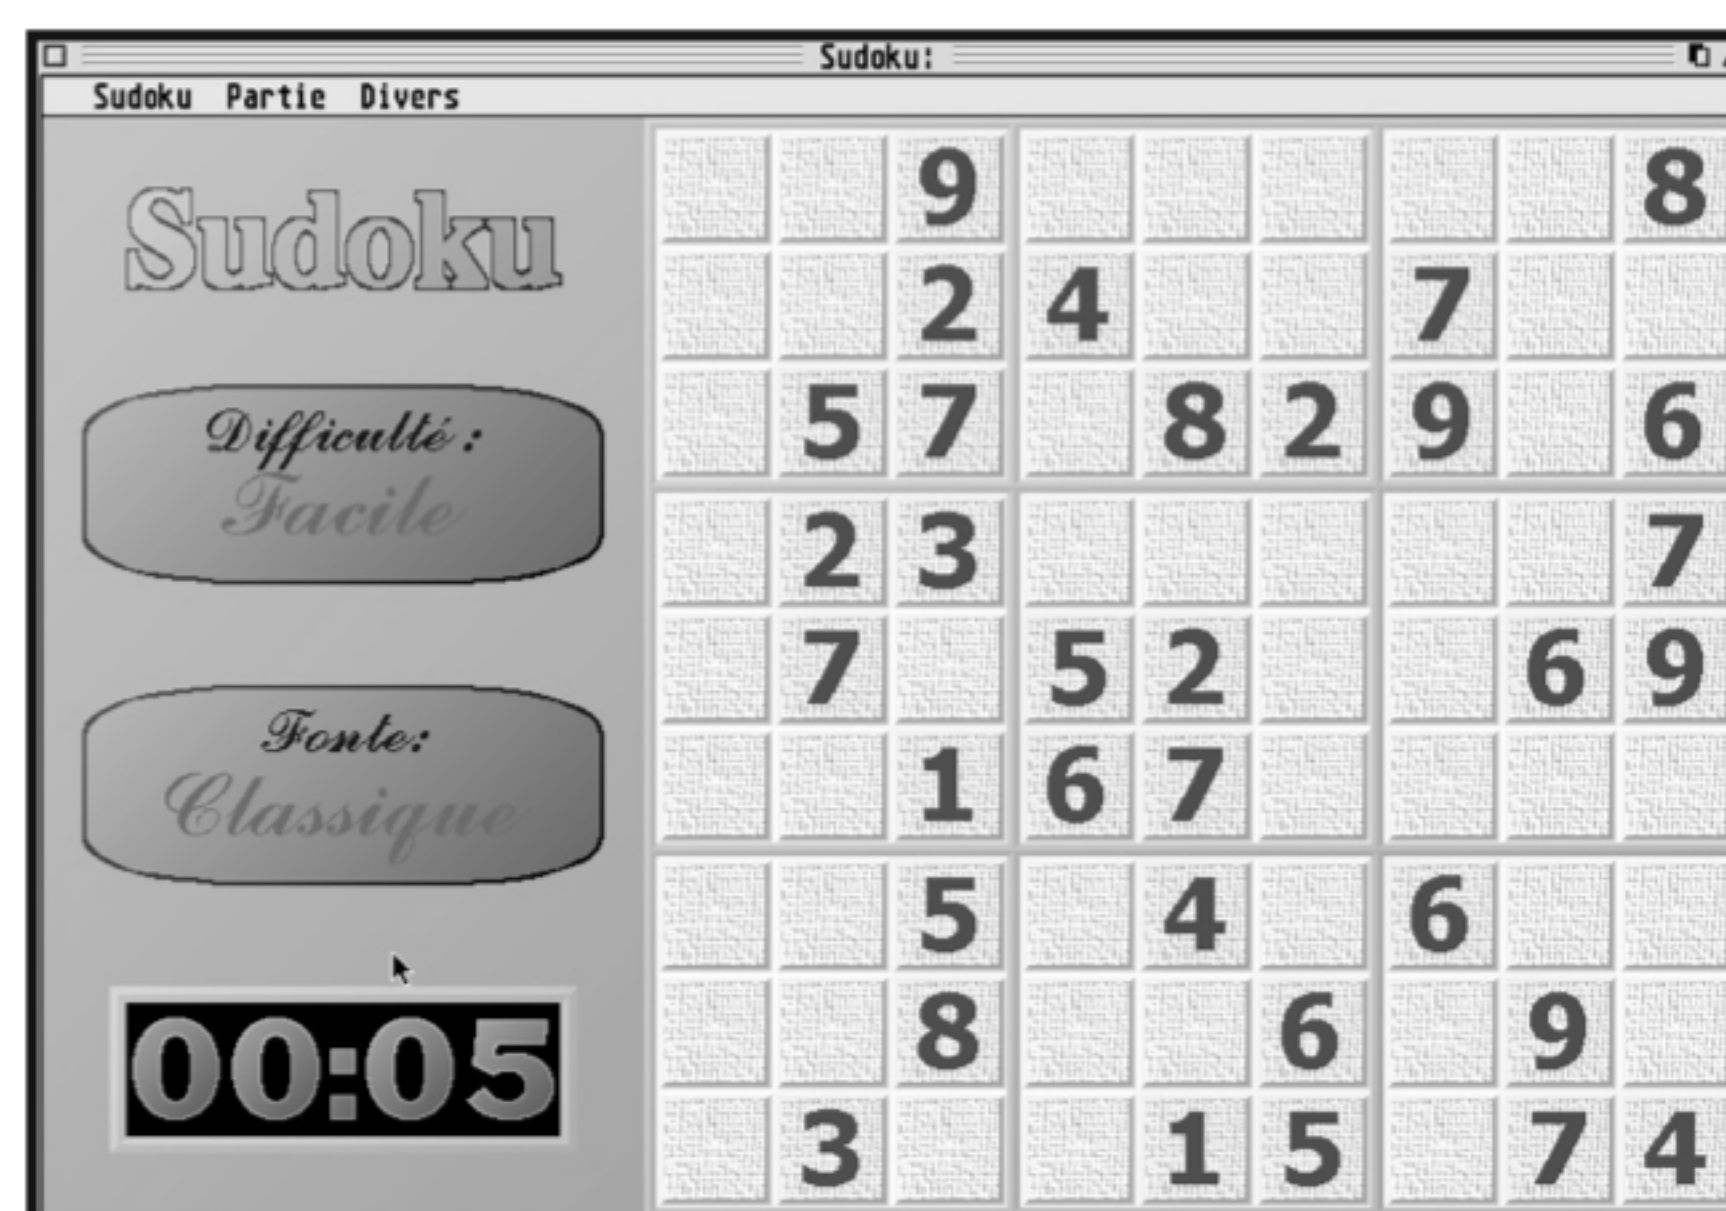 Sudoku:
Sudoku Partie Divers
Sudoku
Difficulté :
Facile
Fonte:
Classique
00:05
9 8
2 4 7
5 7 8 2 9 6
2 3 7
7 5 2 6 9
1 6 7
5 4 6
8 6 9
3 1 5 7 4